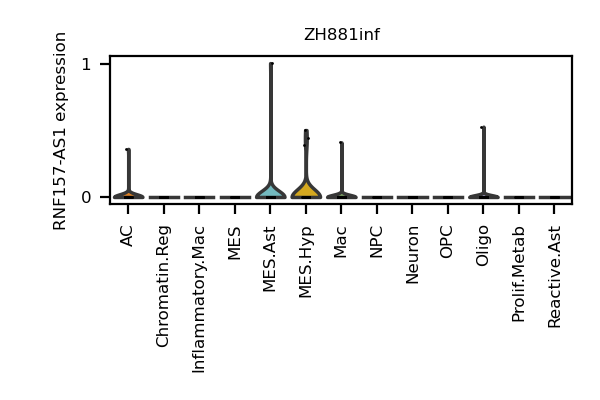 ZH881inf
RNF157-AS1 expression
1
0
AC
Chromatin.Reg
Inflammatory.Mac
MES
MES.Ast
MES.Hyp
Mac
NPC
Neuron
OPC
Oligo
Prolif.Metab
Reactive.Ast